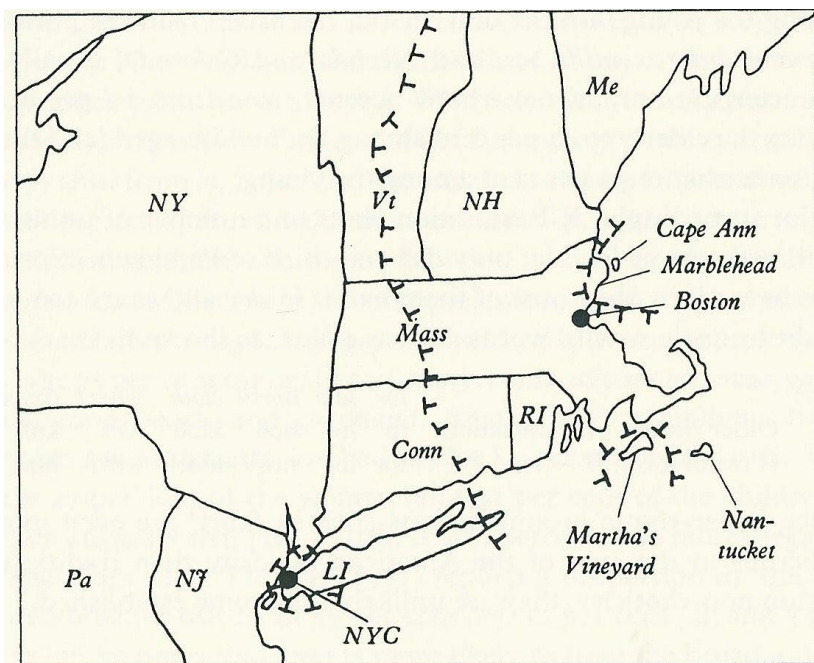 Me
NY
Vt
NH
Cape Ann
Marblehead
Boston
Mass
RI
Conn
Martha's
Vineyard
Nan-
tucket
Pa
NJ
LI
NYC